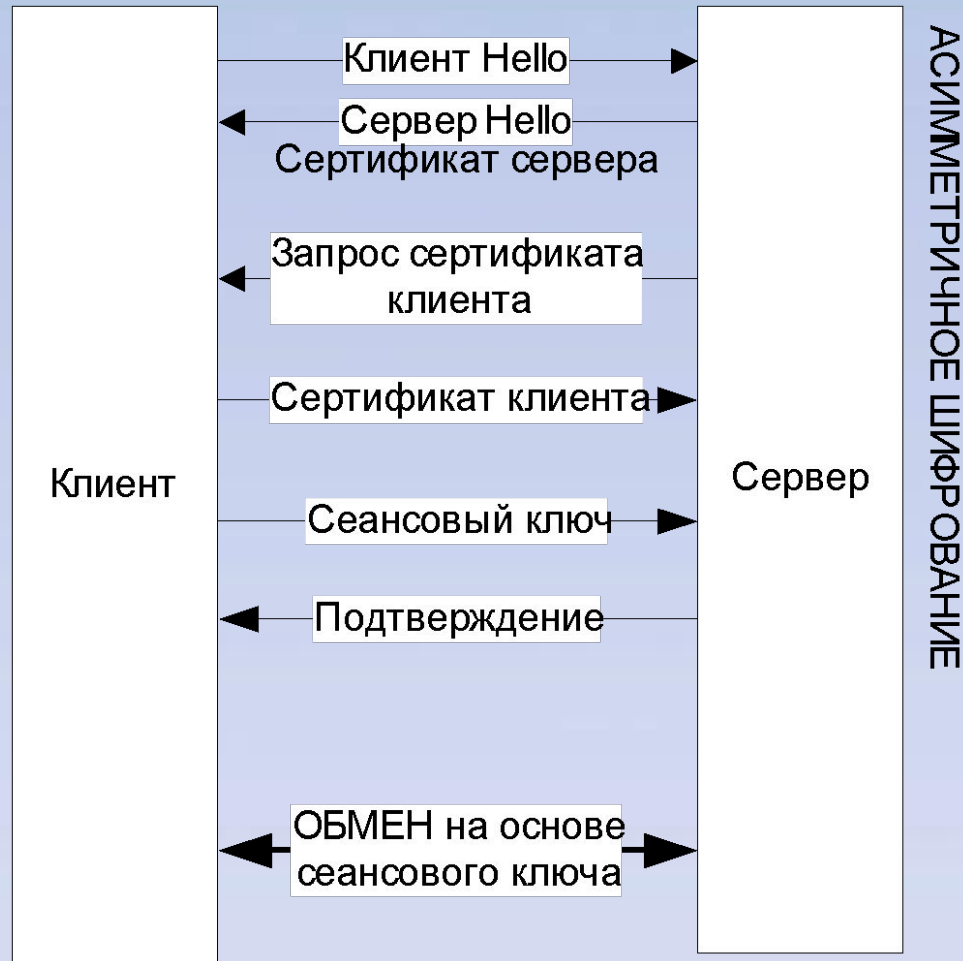 Клиент Hello
Сервер Hello
Сертификат сервера
Запрос сертификата
клиента
Сертификат клиента
Клиент
Сервер
Сеансовый ключ
Подтверждение
ОБМЕН на основе
сеансового ключа
АСИММЕТРИЧНОЕ ШИФРОВАНИЕ